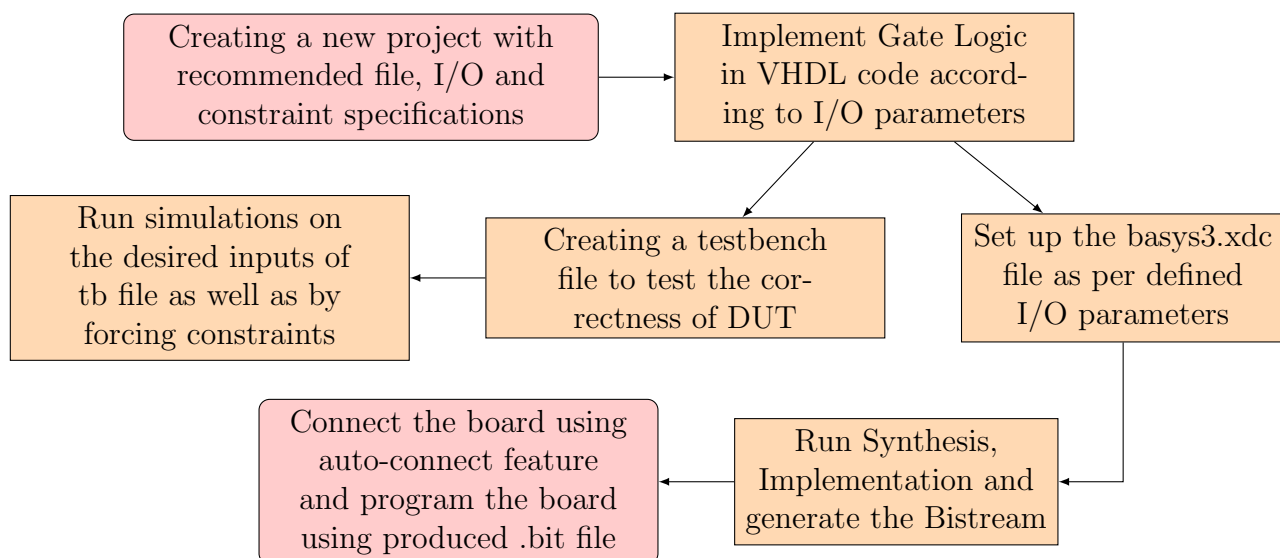 Creating a new project with
recommended file, I/O and
constraint specifications
Implement Gate Logic
in VHDL code accord-
ing to I/O parameters
Run simulations on
the desired inputs of
tb file as well as by
forcing constraints
Creating a testbench
file to test the cor-
rectness of DUT
Set up the basys3.xdc
file as per defined
I/O parameters
Connect the board using
auto-connect feature
and program the board
using produced .bit file
Run Synthesis,
Implementation and
generate the Bistream